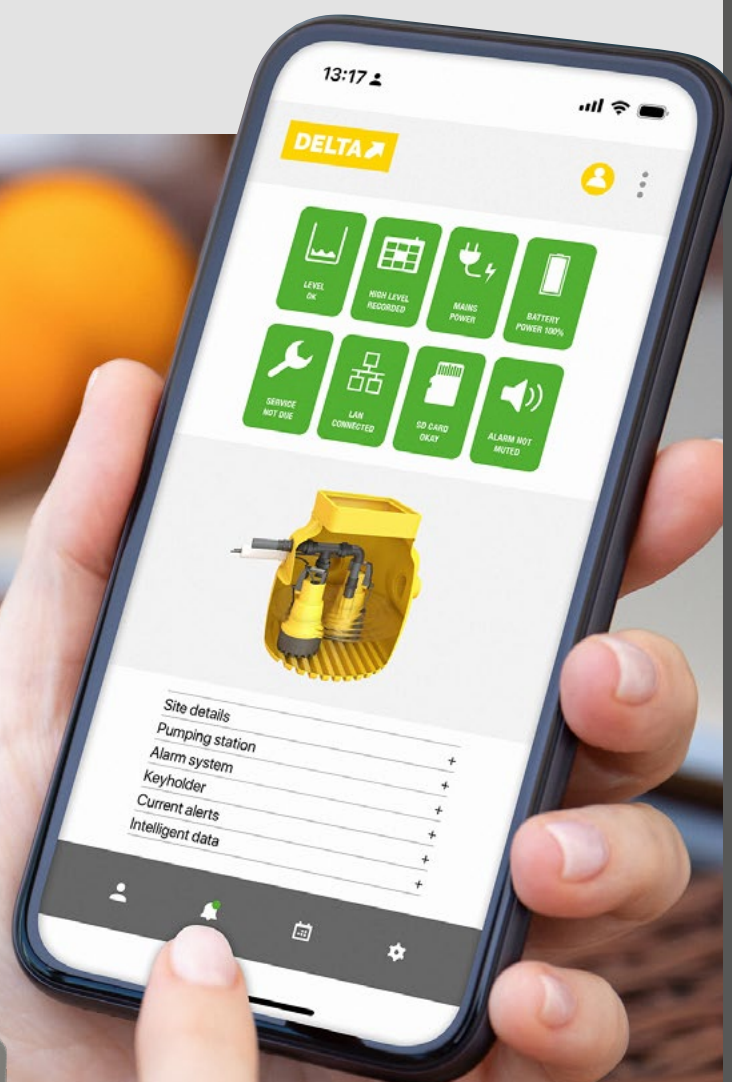 13:17
DELTA
LEVEL
OK
HIGH LEVEL
RECORDED
MAINS
POWER
BATTERY
POWER 100%
SERVICE
NOT DUE
LAN
CONNECTED
SD CARD
OKAY
ALARM NOT
MUTED
Site details
+
Pumping station
+
Alarm system
+
Keyholder
+
Current alerts
+
Intelligent data
+